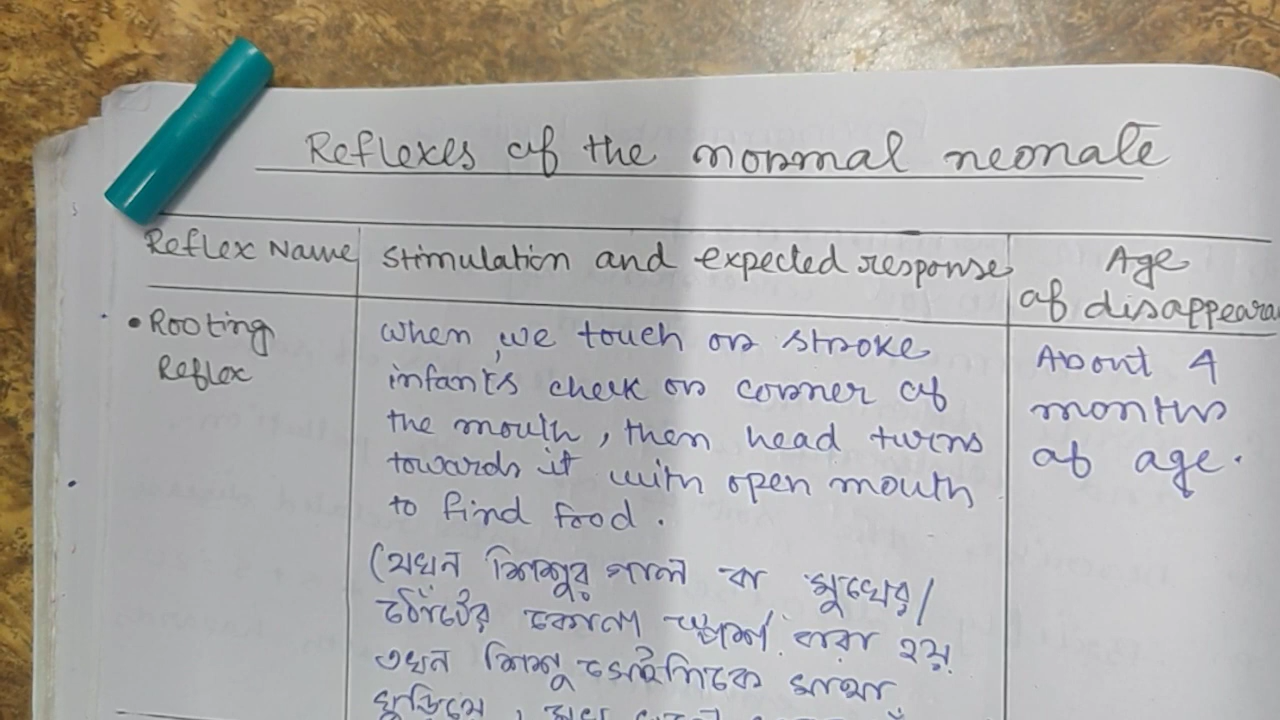 Reflexes of the normal neonate
Reflex Name
stimulation and expected response
Age
of disappeara
• Rooting
Reflex
when we touch or stroke
infant's cheek or corner of
the mouth, then head turns
towards it with open mouth
to find food.
(যখন শিশুর গালে বা মুখের/
ঠোঁটের কোণে স্পর্শ করা হয়
তখন শিশু সেইদিকে মাথা
ঘুড়িয়ে,
About 4
months
of age.